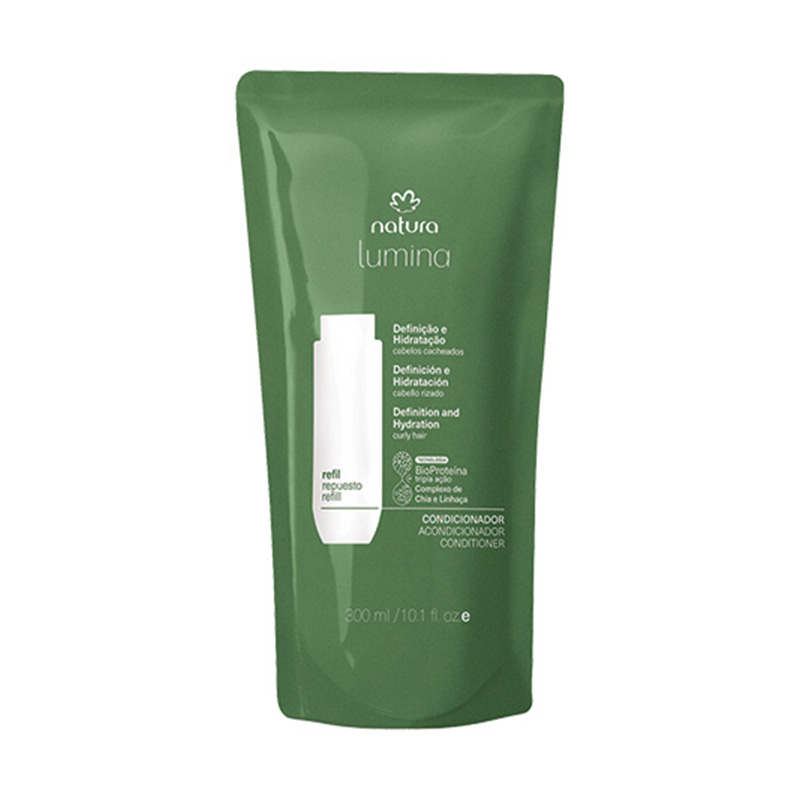 natura
lumina
Definição e
Hidratação
cabelos cacheados
Definición e
Hidratación
cabello rizado
Definition and
Hydration
curly hair
TECNOLOGIA
BioProteína
tripla ação
Complexo de
Chia e Linhaça
refil
repuesto
refill
CONDICIONADOR
ACONDICIONADOR
CONDITIONER
300 ml / 10.1 fl. oz. e